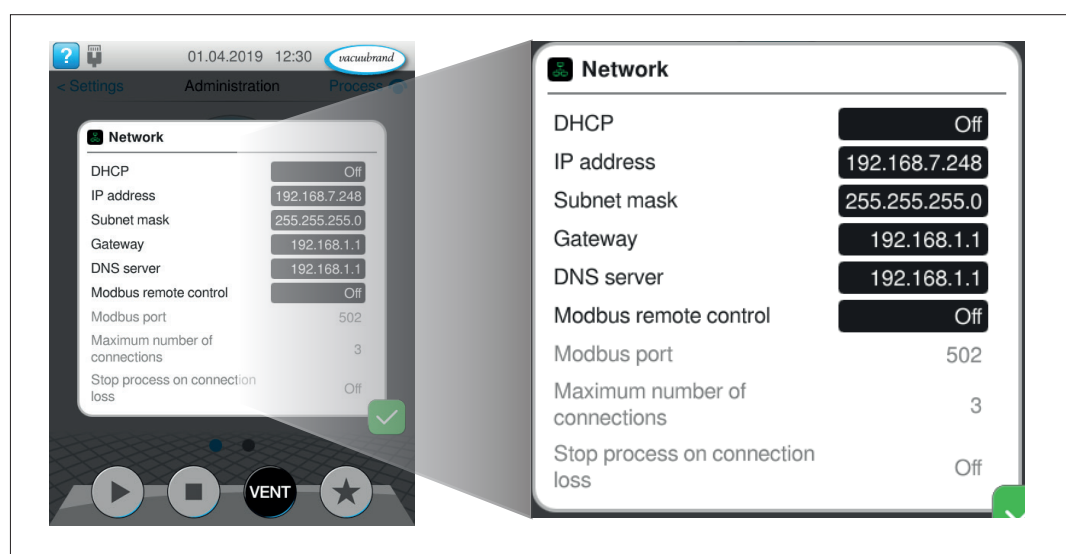 ?
01.04.2019 12:30 vacuubrand
< Settings Administration Process
Network
DHCP Off
IP address 192.168.7.248
Subnet mask 255.255.255.0
Gateway 192.168.1.1
DNS server 192.168.1.1
Modbus remote control Off
Modbus port 502
Maximum number of
connections 3
Stop process on connection
loss Off
VENT
Network
DHCP Off
IP address 192.168.7.248
Subnet mask 255.255.255.0
Gateway 192.168.1.1
DNS server 192.168.1.1
Modbus remote control Off
Modbus port 502
Maximum number of
connections 3
Stop process on connection
loss Off